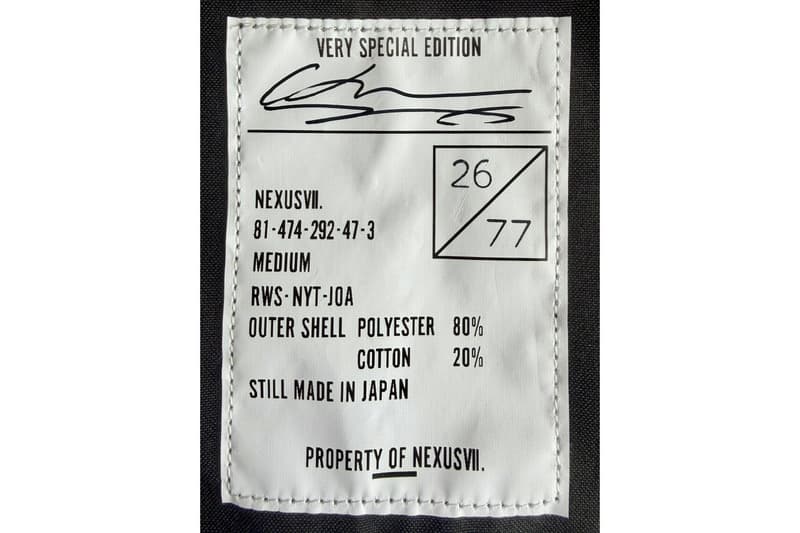 VERY SPECIAL EDITION
26
77
NEXUSVII.
81-474-292-47-3
MEDIUM
RWS-NYT-JOA
OUTER SHELL POLYESTER 80%
COTTON 20%
STILL MADE IN JAPAN
PROPERTY OF NEXUSVII.